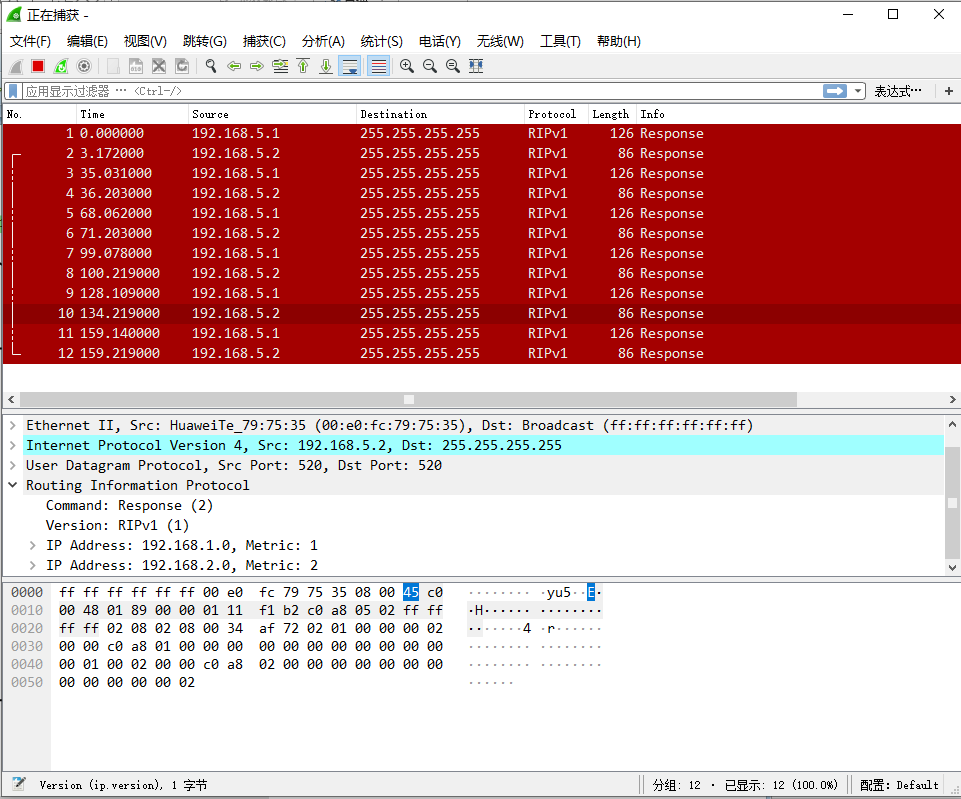 正在捕获 -
文件(F) 编辑(E) 视图(V) 跳转(G) 捕获(C) 分析(A) 统计(S) 电话(Y) 无线(W) 工具(T) 帮助(H)
应用显示过滤器 … <Ctrl-/> 表达式… +
No. Time Source Destination Protocol Length Info
1 0.000000 192.168.5.1 255.255.255.255 RIPv1 126 Response
2 3.172000 192.168.5.2 255.255.255.255 RIPv1 86 Response
3 35.031000 192.168.5.1 255.255.255.255 RIPv1 126 Response
4 36.203000 192.168.5.2 255.255.255.255 RIPv1 86 Response
5 68.062000 192.168.5.1 255.255.255.255 RIPv1 126 Response
6 71.203000 192.168.5.2 255.255.255.255 RIPv1 86 Response
7 99.078000 192.168.5.1 255.255.255.255 RIPv1 126 Response
8 100.219000 192.168.5.2 255.255.255.255 RIPv1 86 Response
9 128.109000 192.168.5.1 255.255.255.255 RIPv1 126 Response
10 134.219000 192.168.5.2 255.255.255.255 RIPv1 86 Response
11 159.140000 192.168.5.1 255.255.255.255 RIPv1 126 Response
12 159.219000 192.168.5.2 255.255.255.255 RIPv1 86 Response
Ethernet II, Src: HuaweiTe_79:75:35 (00:e0:fc:79:75:35), Dst: Broadcast (ff:ff:ff:ff:ff:ff)
Internet Protocol Version 4, Src: 192.168.5.2, Dst: 255.255.255.255
User Datagram Protocol, Src Port: 520, Dst Port: 520
Routing Information Protocol
Command: Response (2)
Version: RIPv1 (1)
IP Address: 192.168.1.0, Metric: 1
IP Address: 192.168.2.0, Metric: 2
0000 ff ff ff ff ff ff 00 e0 fc 79 75 35 08 00 45 c0 ········ ·yu5··E·
0010 00 48 01 89 00 00 01 11 f1 b2 c0 a8 05 02 ff ff ·H······ ········
0020 ff ff 02 08 02 08 00 34 af 72 02 01 00 00 00 02 ·······4 ·r······
0030 00 00 c0 a8 01 00 00 00 00 00 00 00 00 00 00 00 ········ ········
0040 00 01 00 02 00 00 c0 a8 02 00 00 00 00 00 00 00 ········ ········
0050 00 00 00 00 00 02 ······
Version (ip.version), 1 字节 分组: 12 · 已显示: 12 (100.0%) 配置: Default